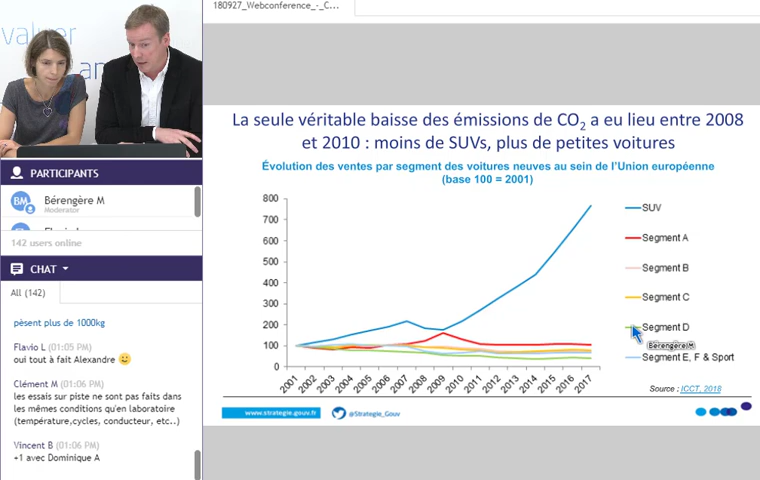 180927_Webconference_-_C...
valuer
an
PARTICIPANTS
BM
Bérengère M
Moderator
142 users online
CHAT
All (142)
pèsent plus de 1000kg
Flavio L (01:05 PM)
oui tout à fait Alexandre
Clément M (01:06 PM)
les essais sur piste ne sont pas faits dans
les mêmes conditions qu'en laboratoire
(température,cycles, conducteur, etc..)
Vincent B (01:06 PM)
+1 avec Dominique A
La seule véritable baisse des émissions de CO2 a eu lieu entre 2008
et 2010 : moins de SUVs, plus de petites voitures
Évolution des ventes par segment des voitures neuves au sein de l'Union européenne
(base 100 = 2001)
800
700
600
500
400
300
200
100
0
2001 2002 2003 2004 2005 2006 2007 2008 2009 2010 2011 2012 2013 2014 2015 2016 2017
SUV
Segment A
Segment B
Segment C
Segment D
Bérengère M
Segment E, F & Sport
Source : ICCT, 2018
www.strategie.gouv.fr
@Strategie_Gouv